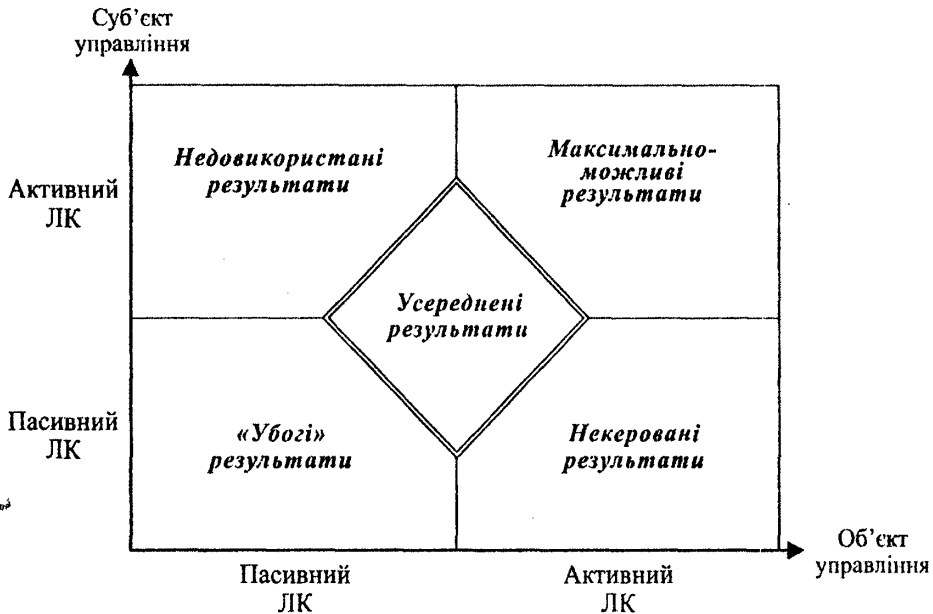 Суб’єкт
управління
Недовикористані
результати
Максимально-
можливі
результати
Активний
ЛК
Усереднені
результати
Пасивний
ЛК
«Убогі»
результати
Некеровані
результати
Об’єкт
управління
Пасивний
ЛК
Активний
ЛК